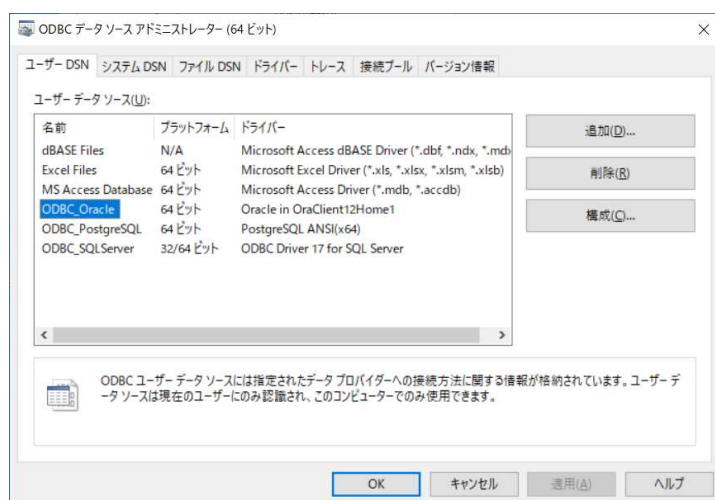 ODBC データ ソース アドミニストレーター (64 ビット)
ユーザー DSN システム DSN ファイル DSN ドライバー トレース 接続プール バージョン情報
ユーザー データ ソース(U):
名前 プラットフォーム ドライバー
dBASE Files N/A Microsoft Access dBASE Driver (*.dbf, *.ndx, *.mdx
Excel Files 64 ビット Microsoft Excel Driver (*.xls, *.xlsx, *.xlsm, *.xlsb)
MS Access Database 64 ビット Microsoft Access Driver (*.mdb, *.accdb)
ODBC_Oracle 64 ビット Oracle in OraClient12Home1
ODBC_PostgreSQL 64 ビット PostgreSQL ANSI(x64)
ODBC_SQLServer 32/64 ビット ODBC Driver 17 for SQL Server
追加(D)...
削除(R)
構成(C)...
ODBC ユーザー データ ソースには指定されたデータ プロバイダーへの接続方法に関する情報が格納されています。ユーザー デ
ータ ソースは現在のユーザーにのみ認識され、このコンピューターでのみ使用できます。
OK キャンセル 適用(A) ヘルプ